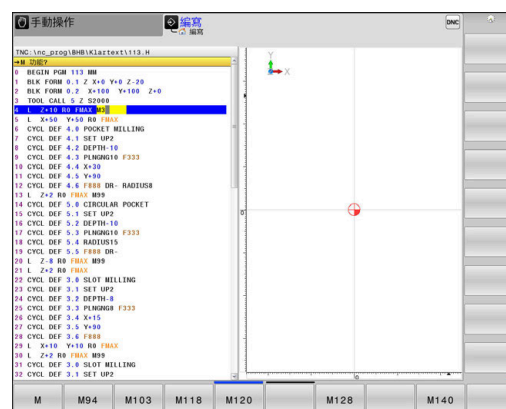 手動操作
編寫
編寫
DNC
TNC:\nc_prog\BHB\Klartext\113.H
→M 功能?
0 BEGIN PGM 113 MM
1 BLK FORM 0.1 Z X+0 Y+0 Z-20
2 BLK FORM 0.2 X+100 Y+100 Z+0
3 TOOL CALL 5 Z S2000
4 L Z+10 R0 FMAX M3
5 L X+50 Y+50 R0 FMAX
6 CYCL DEF 4.0 POCKET MILLING
7 CYCL DEF 4.1 SET UP2
8 CYCL DEF 4.2 DEPTH-10
9 CYCL DEF 4.3 PLNGNG10 F333
10 CYCL DEF 4.4 X+30
11 CYCL DEF 4.5 Y+90
12 CYCL DEF 4.6 F888 DR- RADIUS8
13 L Z+2 R0 FMAX M99
14 CYCL DEF 5.0 CIRCULAR POCKET
15 CYCL DEF 5.1 SET UP2
16 CYCL DEF 5.2 DEPTH-10
17 CYCL DEF 5.3 PLNGNG10 F333
18 CYCL DEF 5.4 RADIUS15
19 CYCL DEF 5.5 F888 DR-
20 L Z-8 R0 FMAX M99
21 L Z+2 R0 FMAX
22 CYCL DEF 3.0 SLOT MILLING
23 CYCL DEF 3.1 SET UP2
24 CYCL DEF 3.2 DEPTH-8
25 CYCL DEF 3.3 PLNGNG8 F333
26 CYCL DEF 3.4 X+15
27 CYCL DEF 3.5 Y+90
28 CYCL DEF 3.6 F888
29 L X+10 Y+10 R0 FMAX
30 L Z+2 R0 FMAX M99
31 CYCL DEF 3.0 SLOT MILLING
32 CYCL DEF 3.1 SET UP2
Y
X
0
0
M M94 M103 M118 M120 M128 M140